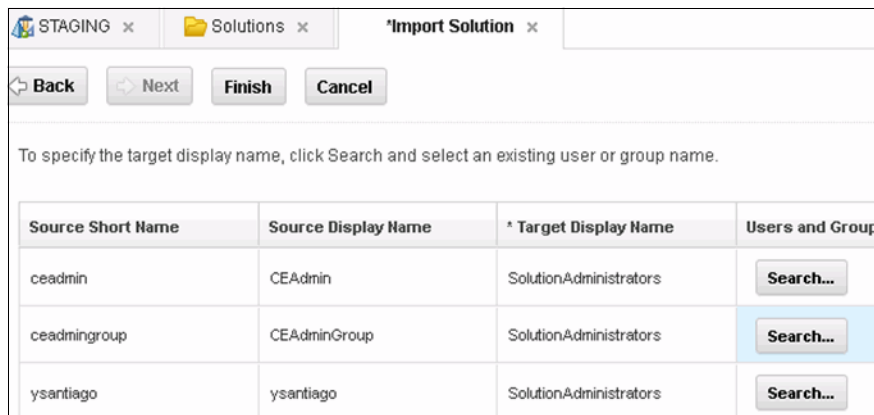 STAGING × Solutions × *Import Solution ×
Back Next Finish Cancel
To specify the target display name, click Search and select an existing user or group name.
Source Short Name Source Display Name * Target Display Name Users and Group
ceadmin CEAdmin SolutionAdministrators Search...
ceadmingroup CEAdminGroup SolutionAdministrators Search...
ysantiago ysantiago SolutionAdministrators Search...